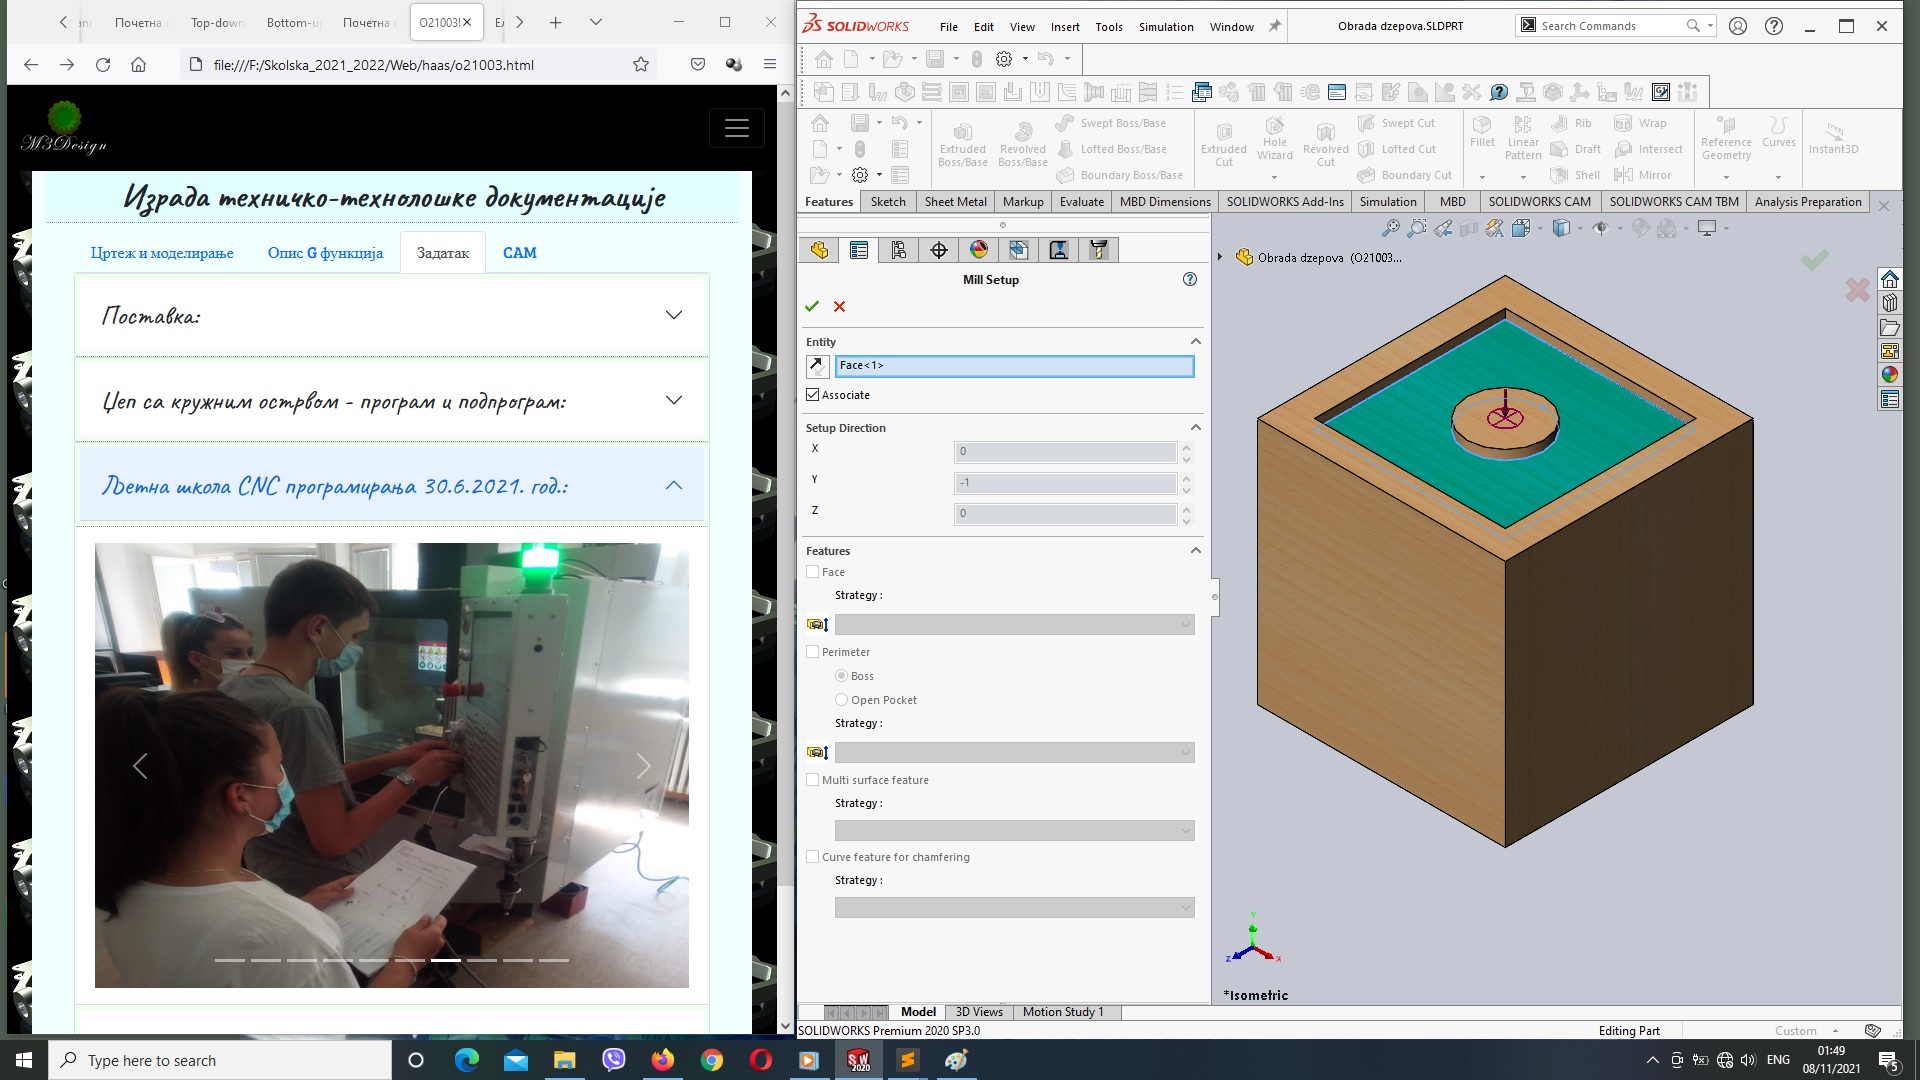 Почетна
Top-down
Bottom-u
Почетна
O21003!
file:///F:/Skolska_2021_2022/Web/haas/o21003.html
M3Design
Израда техничко-технолошке документације
Цртеж и моделирање
Опис G функција
Задатак
CAM
Поставка:
Џеп са кружним острвом - програм и подпрограм:
Љетна школа CNC програмирања 30.6.2021. год.:
SOLIDWORKS
File
Edit
View
Insert
Tools
Simulation
Window
Obrada dzepova.SLDPRT
Search Commands
Extruded Boss/Base
Revolved Boss/Base
Swept Boss/Base
Lofted Boss/Base
Boundary Boss/Base
Extruded Cut
Hole Wizard
Revolved Cut
Swept Cut
Lofted Cut
Boundary Cut
Fillet
Linear Pattern
Rib
Draft
Shell
Wrap
Intersect
Mirror
Reference Geometry
Curves
Instant3D
Features
Sketch
Sheet Metal
Markup
Evaluate
MBD Dimensions
SOLIDWORKS Add-Ins
Simulation
MBD
SOLIDWORKS CAM
SOLIDWORKS CAM TBM
Analysis Preparation
Mill Setup
Entity
Face<1>
Associate
Setup Direction
X
0
Y
-1
Z
0
Features
Face
Strategy :
Perimeter
Boss
Open Pocket
Strategy :
Multi surface feature
Strategy :
Curve feature for chamfering
Strategy :
Obrada dzepova (O21003...
Y
Z
X
*Isometric
Model
3D Views
Motion Study 1
SOLIDWORKS Premium 2020 SP3.0
Editing Part
Custom
Type here to search
SW
2020
ENG
01:49
08/11/2021
5